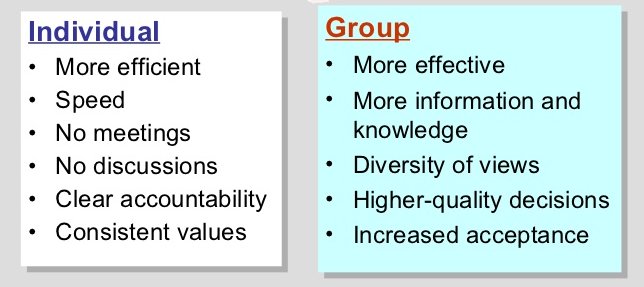 Individual
• More efficient
• Speed
• No meetings
• No discussions
• Clear accountability
• Consistent values
Group
• More effective
• More information and
knowledge
• Diversity of views
• Higher-quality decisions
• Increased acceptance